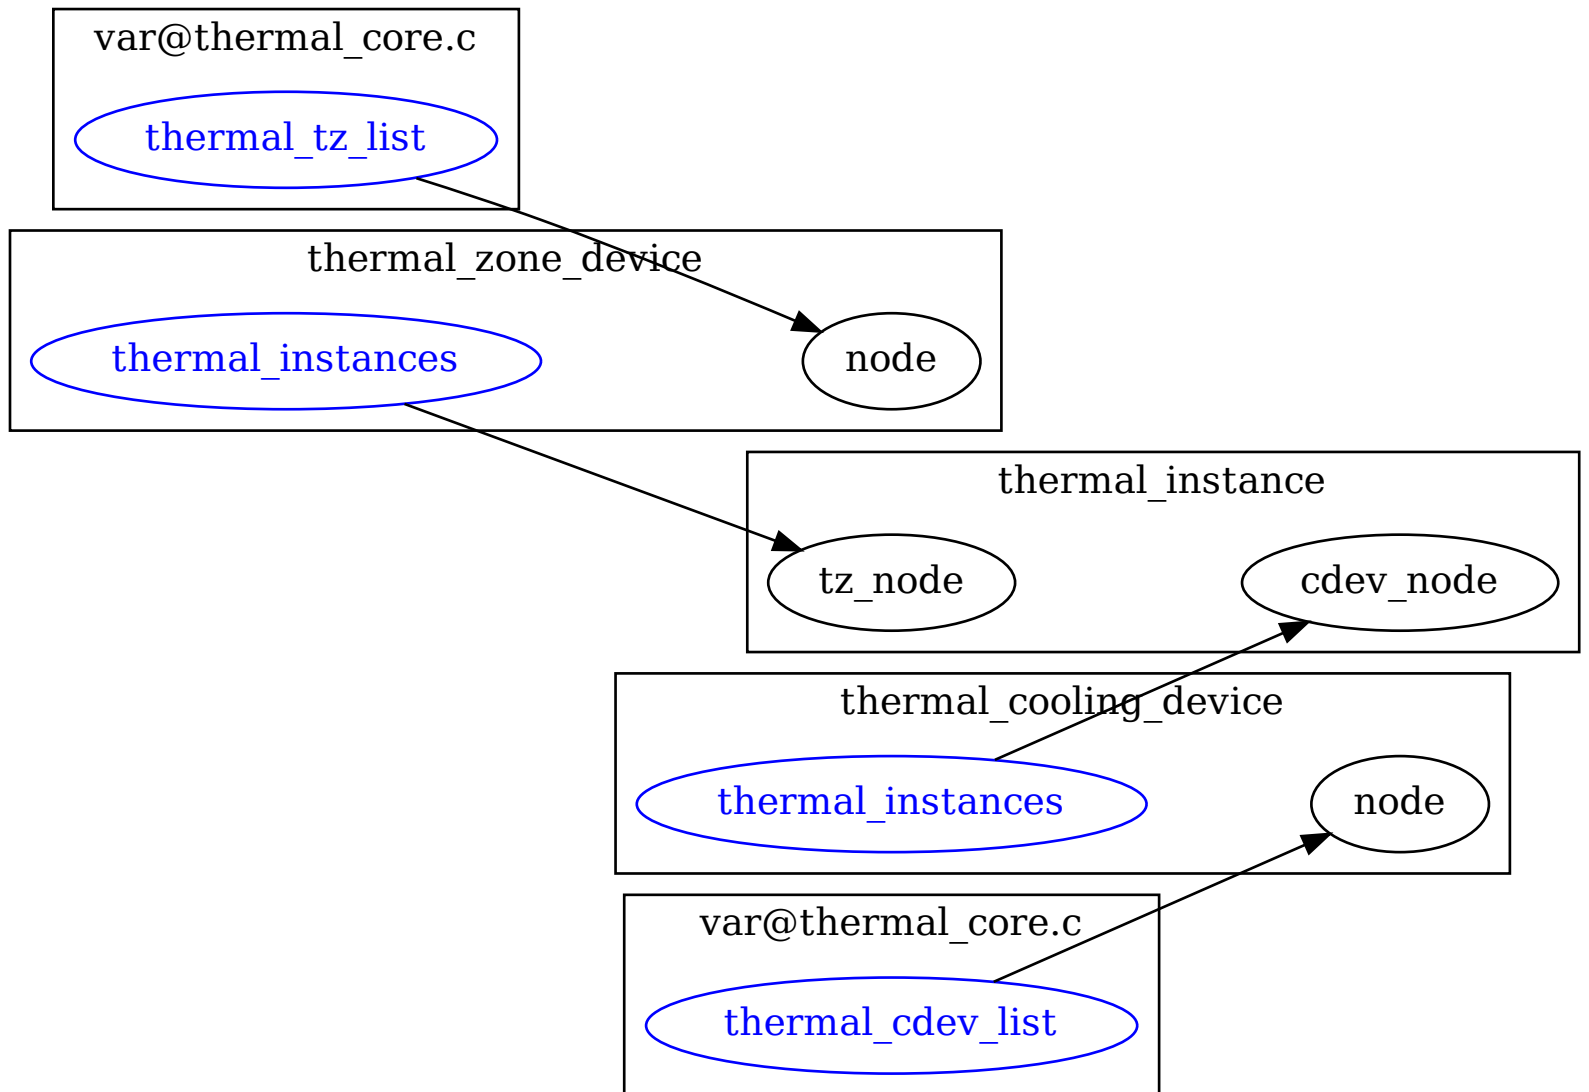 var@thermal_core.c
thermal_tz_list
thermal_zone_device
thermal_instances
node
thermal_instance
tz_node
cdev_node
thermal_cooling_device
thermal_instances
node
var@thermal_core.c
thermal_cdev_list